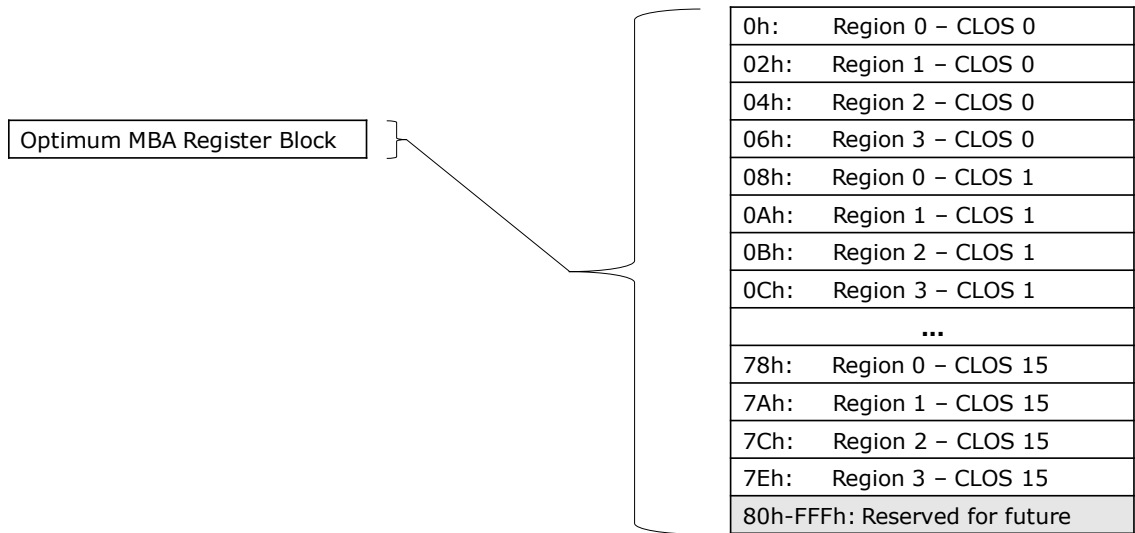 Optimum MBA Register Block
0h: Region 0 – CLOS 0
02h: Region 1 – CLOS 0
04h: Region 2 – CLOS 0
06h: Region 3 – CLOS 0
08h: Region 0 – CLOS 1
0Ah: Region 1 – CLOS 1
0Bh: Region 2 – CLOS 1
0Ch: Region 3 – CLOS 1
...
78h: Region 0 – CLOS 15
7Ah: Region 1 – CLOS 15
7Ch: Region 2 – CLOS 15
7Eh: Region 3 – CLOS 15
80h-FFFh: Reserved for future